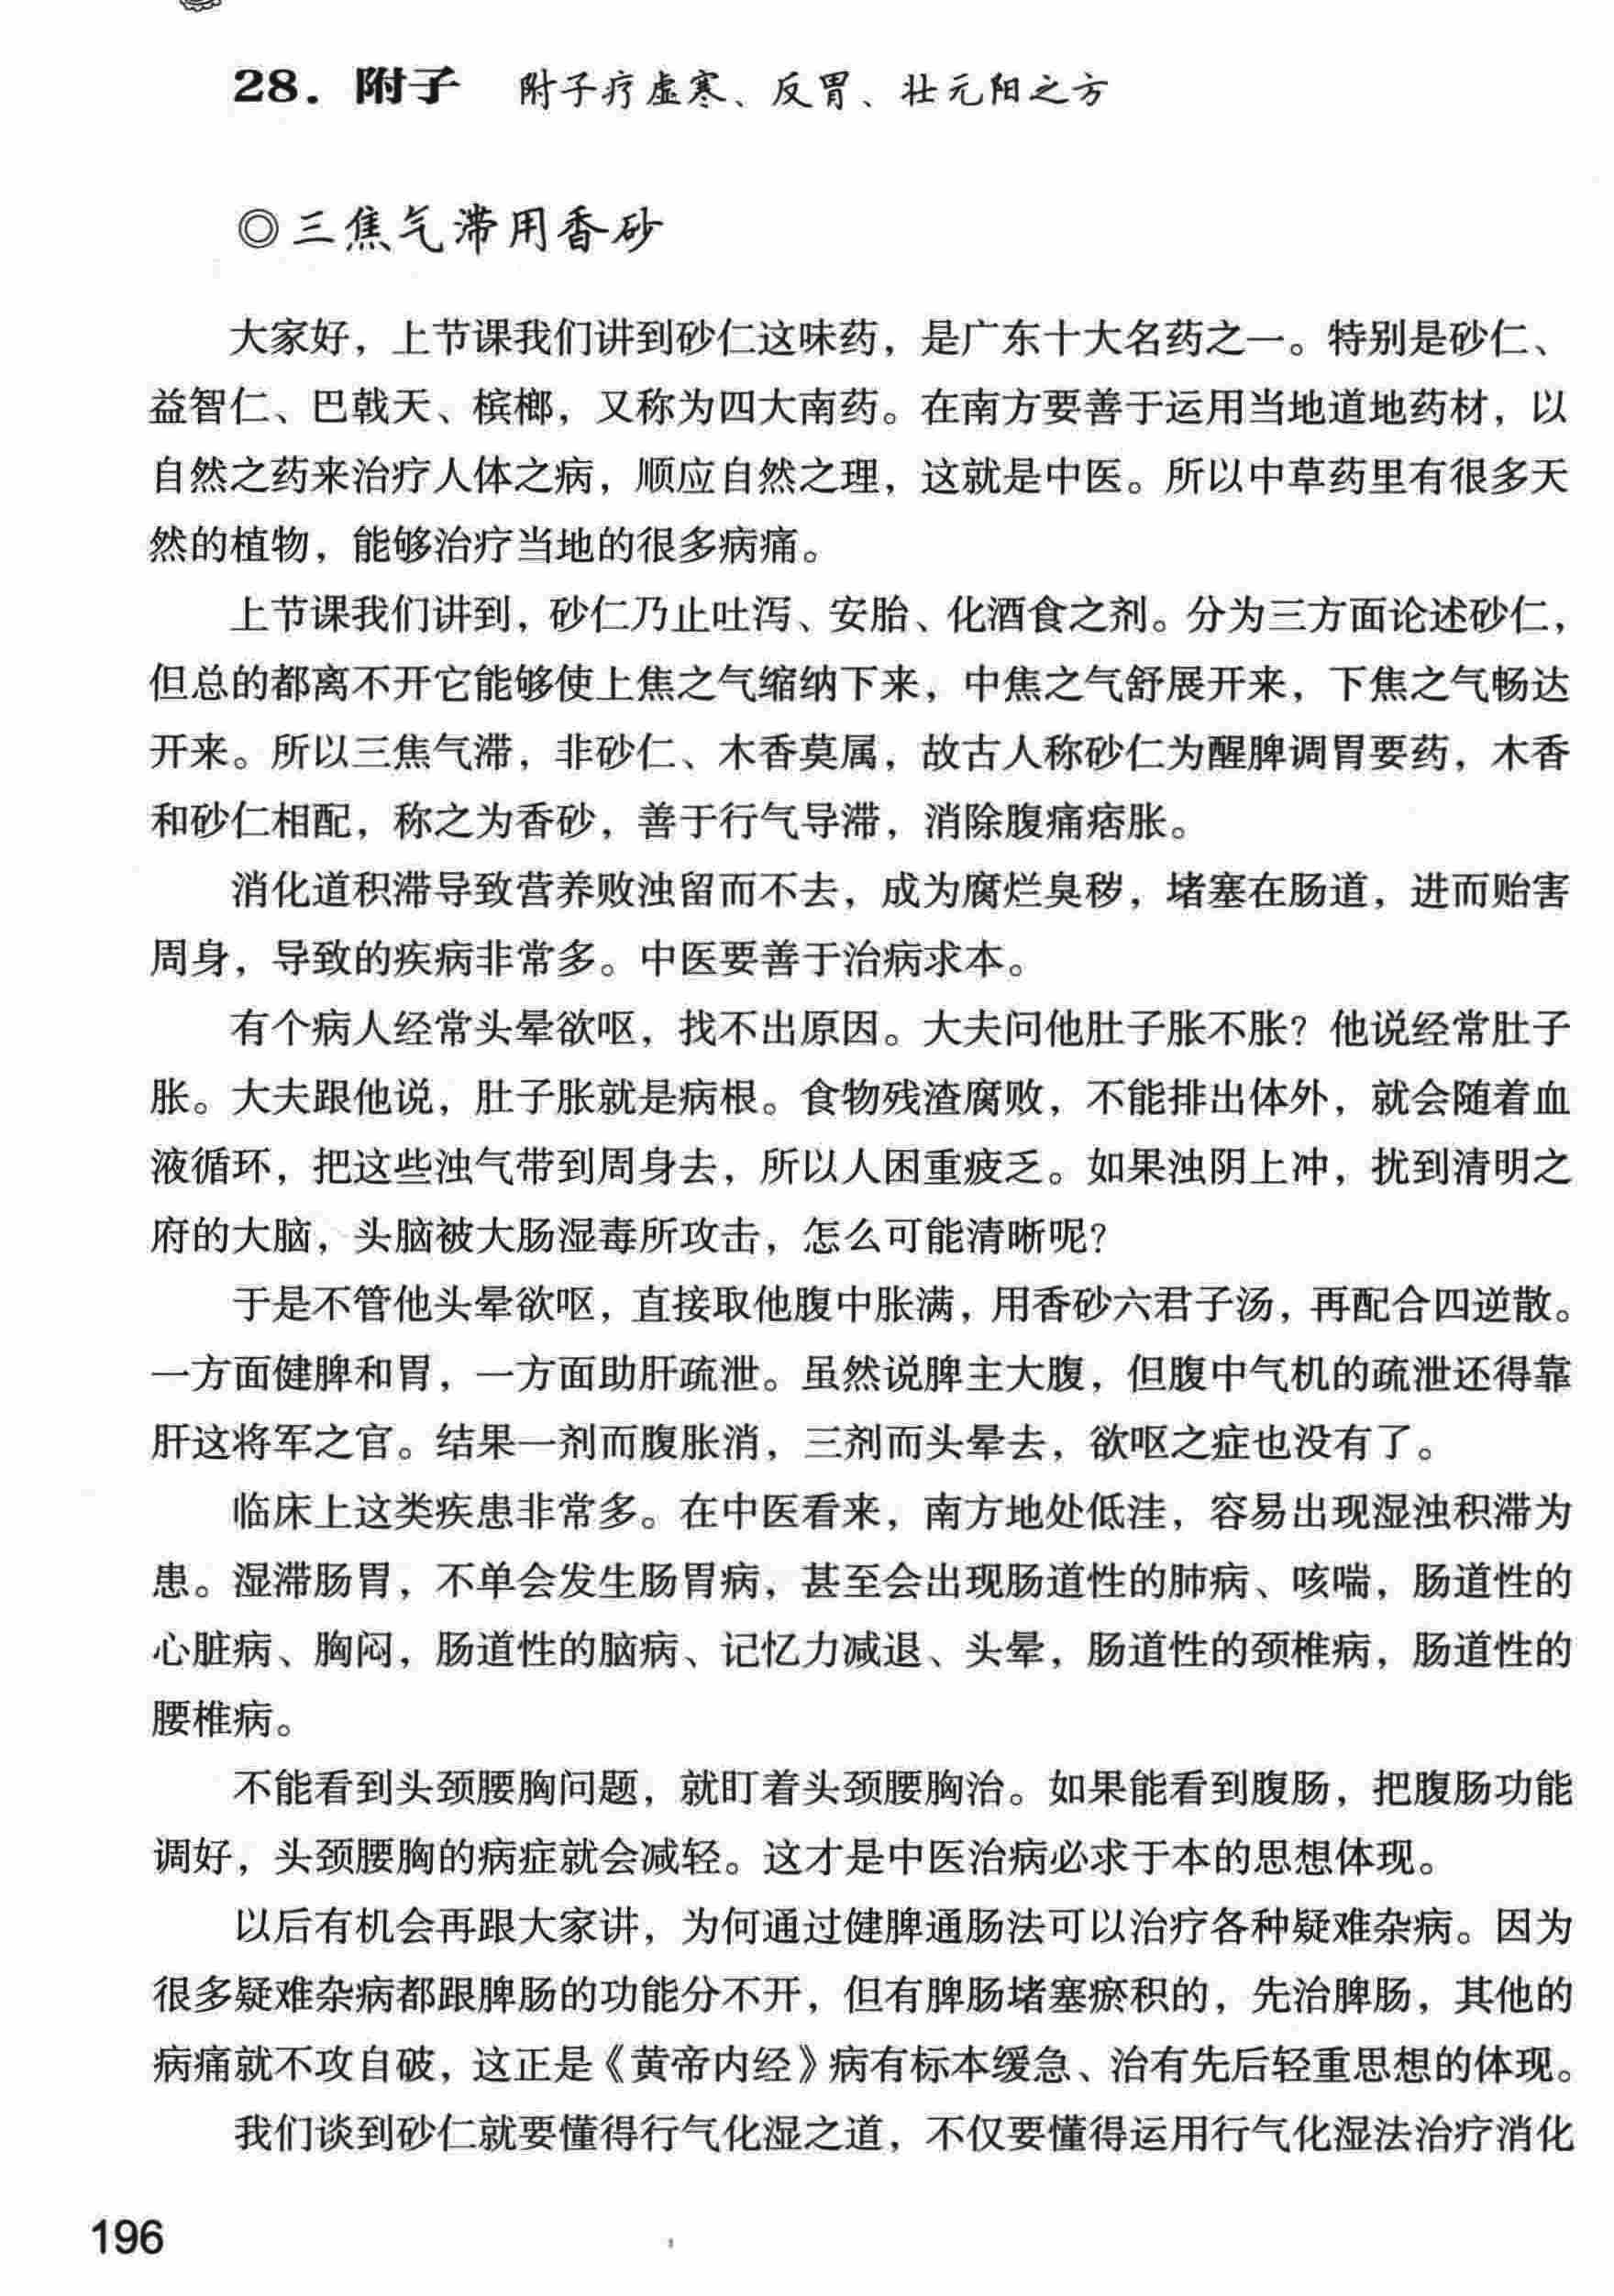 28. 附子 附子疗虚寒、反胃、壮元阳之方
◎三焦气滞用香砂
大家好，上节课我们讲到砂仁这味药，是广东十大名药之一。特别是砂仁、
益智仁、巴戟天、槟榔，又称为四大南药。在南方要善于运用当地道地药材，以
自然之药来治疗人体之病，顺应自然之理，这就是中医。所以中草药里有很多天
然的植物，能够治疗当地的很多病痛。
上节课我们讲到，砂仁乃止吐泻、安胎、化酒食之剂。分为三方面论述砂仁，
但总的都离不开它能够使上焦之气缩纳下来，中焦之气舒展开来，下焦之气畅达
开来。所以三焦气滞，非砂仁、木香莫属，故古人称砂仁为醒脾调胃要药，木香
和砂仁相配，称之为香砂，善于行气导滞，消除腹痛痞胀。
消化道积滞导致营养败浊留而不去，成为腐烂臭秽，堵塞在肠道，进而贻害
周身，导致的疾病非常多。中医要善于治病求本。
有个病人经常头晕欲呕，找不出原因。大夫问他肚子胀不胀？他说经常肚子
胀。大夫跟他说，肚子胀就是病根。食物残渣腐败，不能排出体外，就会随着血
液循环，把这些浊气带到周身去，所以人困重疲乏。如果浊阴上冲，扰到清明之
府的大脑，头脑被大肠湿毒所攻击，怎么可能清晰呢？
于是不管他头晕欲呕，直接取他腹中胀满，用香砂六君子汤，再配合四逆散。
一方面健脾和胃，一方面助肝疏泄。虽然说脾主大腹，但腹中气机的疏泄还得靠
肝这将军之官。结果一剂而腹胀消，三剂而头晕去，欲呕之症也没有了。
临床上这类疾患非常多。在中医看来，南方地处低洼，容易出现湿浊积滞为
患。湿滞肠胃，不单会发生肠胃病，甚至会出现肠道性的肺病、咳喘，肠道性的
心脏病、胸闷，肠道性的脑病、记忆力减退、头晕，肠道性的颈椎病，肠道性的
腰椎病。
不能看到头颈腰胸问题，就盯着头颈腰胸治。如果能看到腹肠，把腹肠功能
调好，头颈腰胸的病症就会减轻。这才是中医治病必求于本的思想体现。
以后有机会再跟大家讲，为何通过健脾通肠法可以治疗各种疑难杂病。因为
很多疑难杂病都跟脾肠的功能分不开，但有脾肠堵塞瘀积的，先治脾肠，其他的
病痛就不攻自破，这正是《黄帝内经》病有标本缓急、治有先后轻重思想的体现。
我们谈到砂仁就要懂得行气化湿之道，不仅要懂得运用行气化湿法治疗消化
196